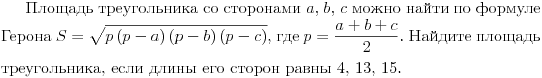 Площадь треугольника со сторонами a, b, c можно найти по формуле
Герона S = √(p (p − a) (p − b) (p − c)), где p = (a + b + c)/2. Найдите площадь
треугольника, если длины его сторон равны 4, 13, 15.